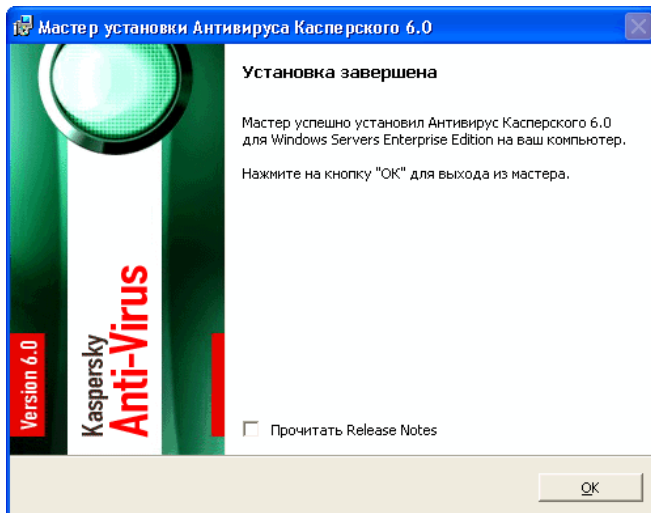 Мастер установки Антивируса Касперского 6.0
Установка завершена
Мастер успешно установил Антивирус Касперского 6.0
для Windows Servers Enterprise Edition на ваш компьютер.
Нажмите на кнопку "ОК" для выхода из мастера.
Version 6.0
Kaspersky
Anti-Virus
Прочитать Release Notes
OK